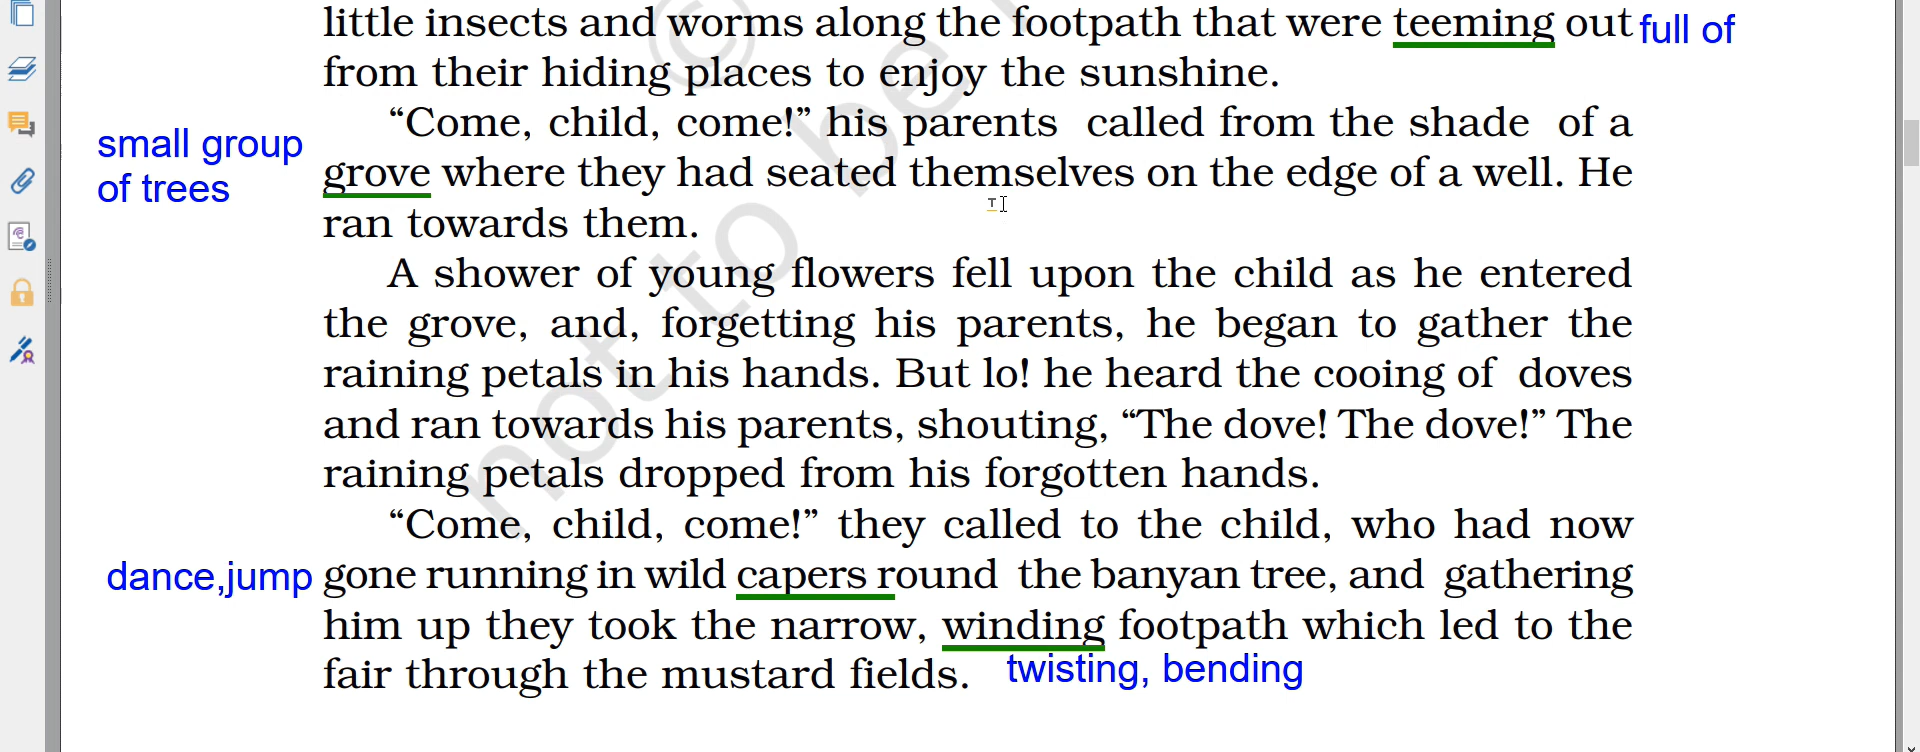 little insects and worms along the footpath that were teeming out full of
from their hiding places to enjoy the sunshine.
“Come, child, come!” his parents called from the shade of a
small group
of trees
grove where they had seated themselves on the edge of a well. He
ran towards them.
A shower of young flowers fell upon the child as he entered
the grove, and, forgetting his parents, he began to gather the
raining petals in his hands. But lo! he heard the cooing of doves
and ran towards his parents, shouting, “The dove! The dove!” The
raining petals dropped from his forgotten hands.
“Come, child, come!” they called to the child, who had now
dance,jump gone running in wild capers round the banyan tree, and gathering
him up they took the narrow, winding footpath which led to the
fair through the mustard fields. twisting, bending
©
not to be